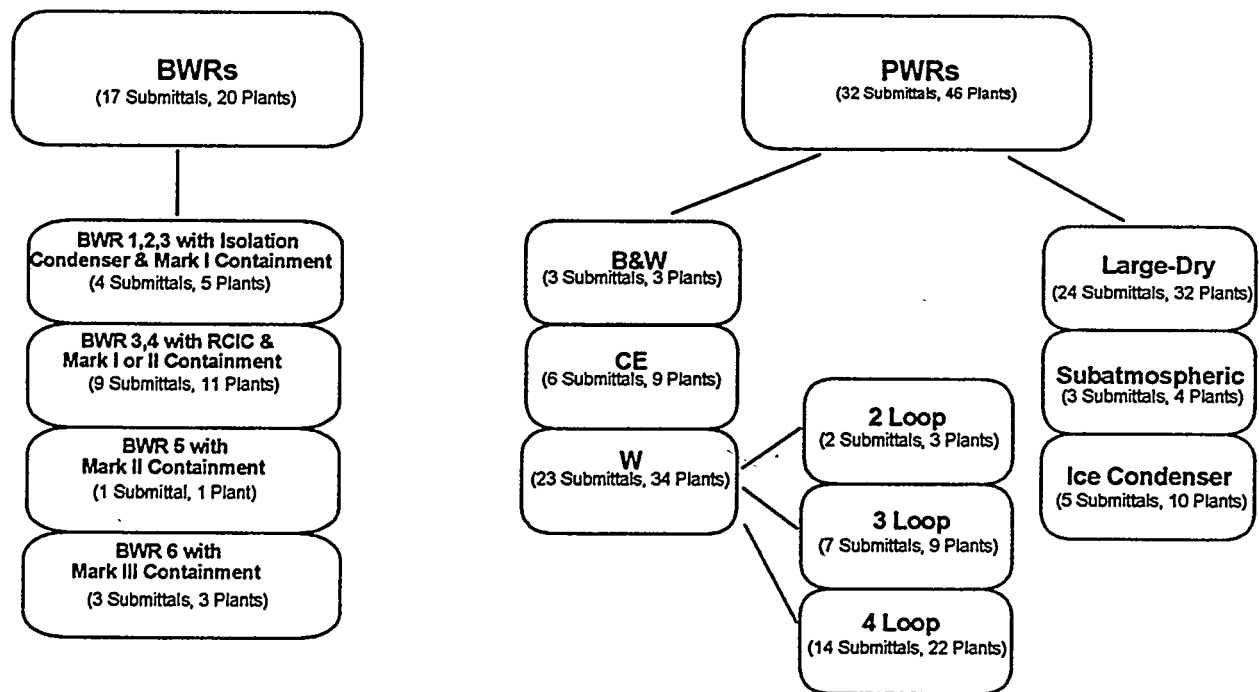 BWRs
(17 Submittals, 20 Plants)
BWR 1,2,3 with Isolation
Condenser & Mark I Containment
(4 Submittals, 5 Plants)
BWR 3,4 with RCIC &
Mark I or II Containment
(9 Submittals, 11 Plants)
BWR 5 with
Mark II Containment
(1 Submittal, 1 Plant)
BWR 6 with
Mark III Containment
(3 Submittals, 3 Plants)
PWRs
(32 Submittals, 46 Plants)
B&W
(3 Submittals, 3 Plants)
CE
(6 Submittals, 9 Plants)
W
(23 Submittals, 34 Plants)
2 Loop
(2 Submittals, 3 Plants)
3 Loop
(7 Submittals, 9 Plants)
4 Loop
(14 Submittals, 22 Plants)
Large-Dry
(24 Submittals, 32 Plants)
Subatmospheric
(3 Submittals, 4 Plants)
Ice Condenser
(5 Submittals, 10 Plants)